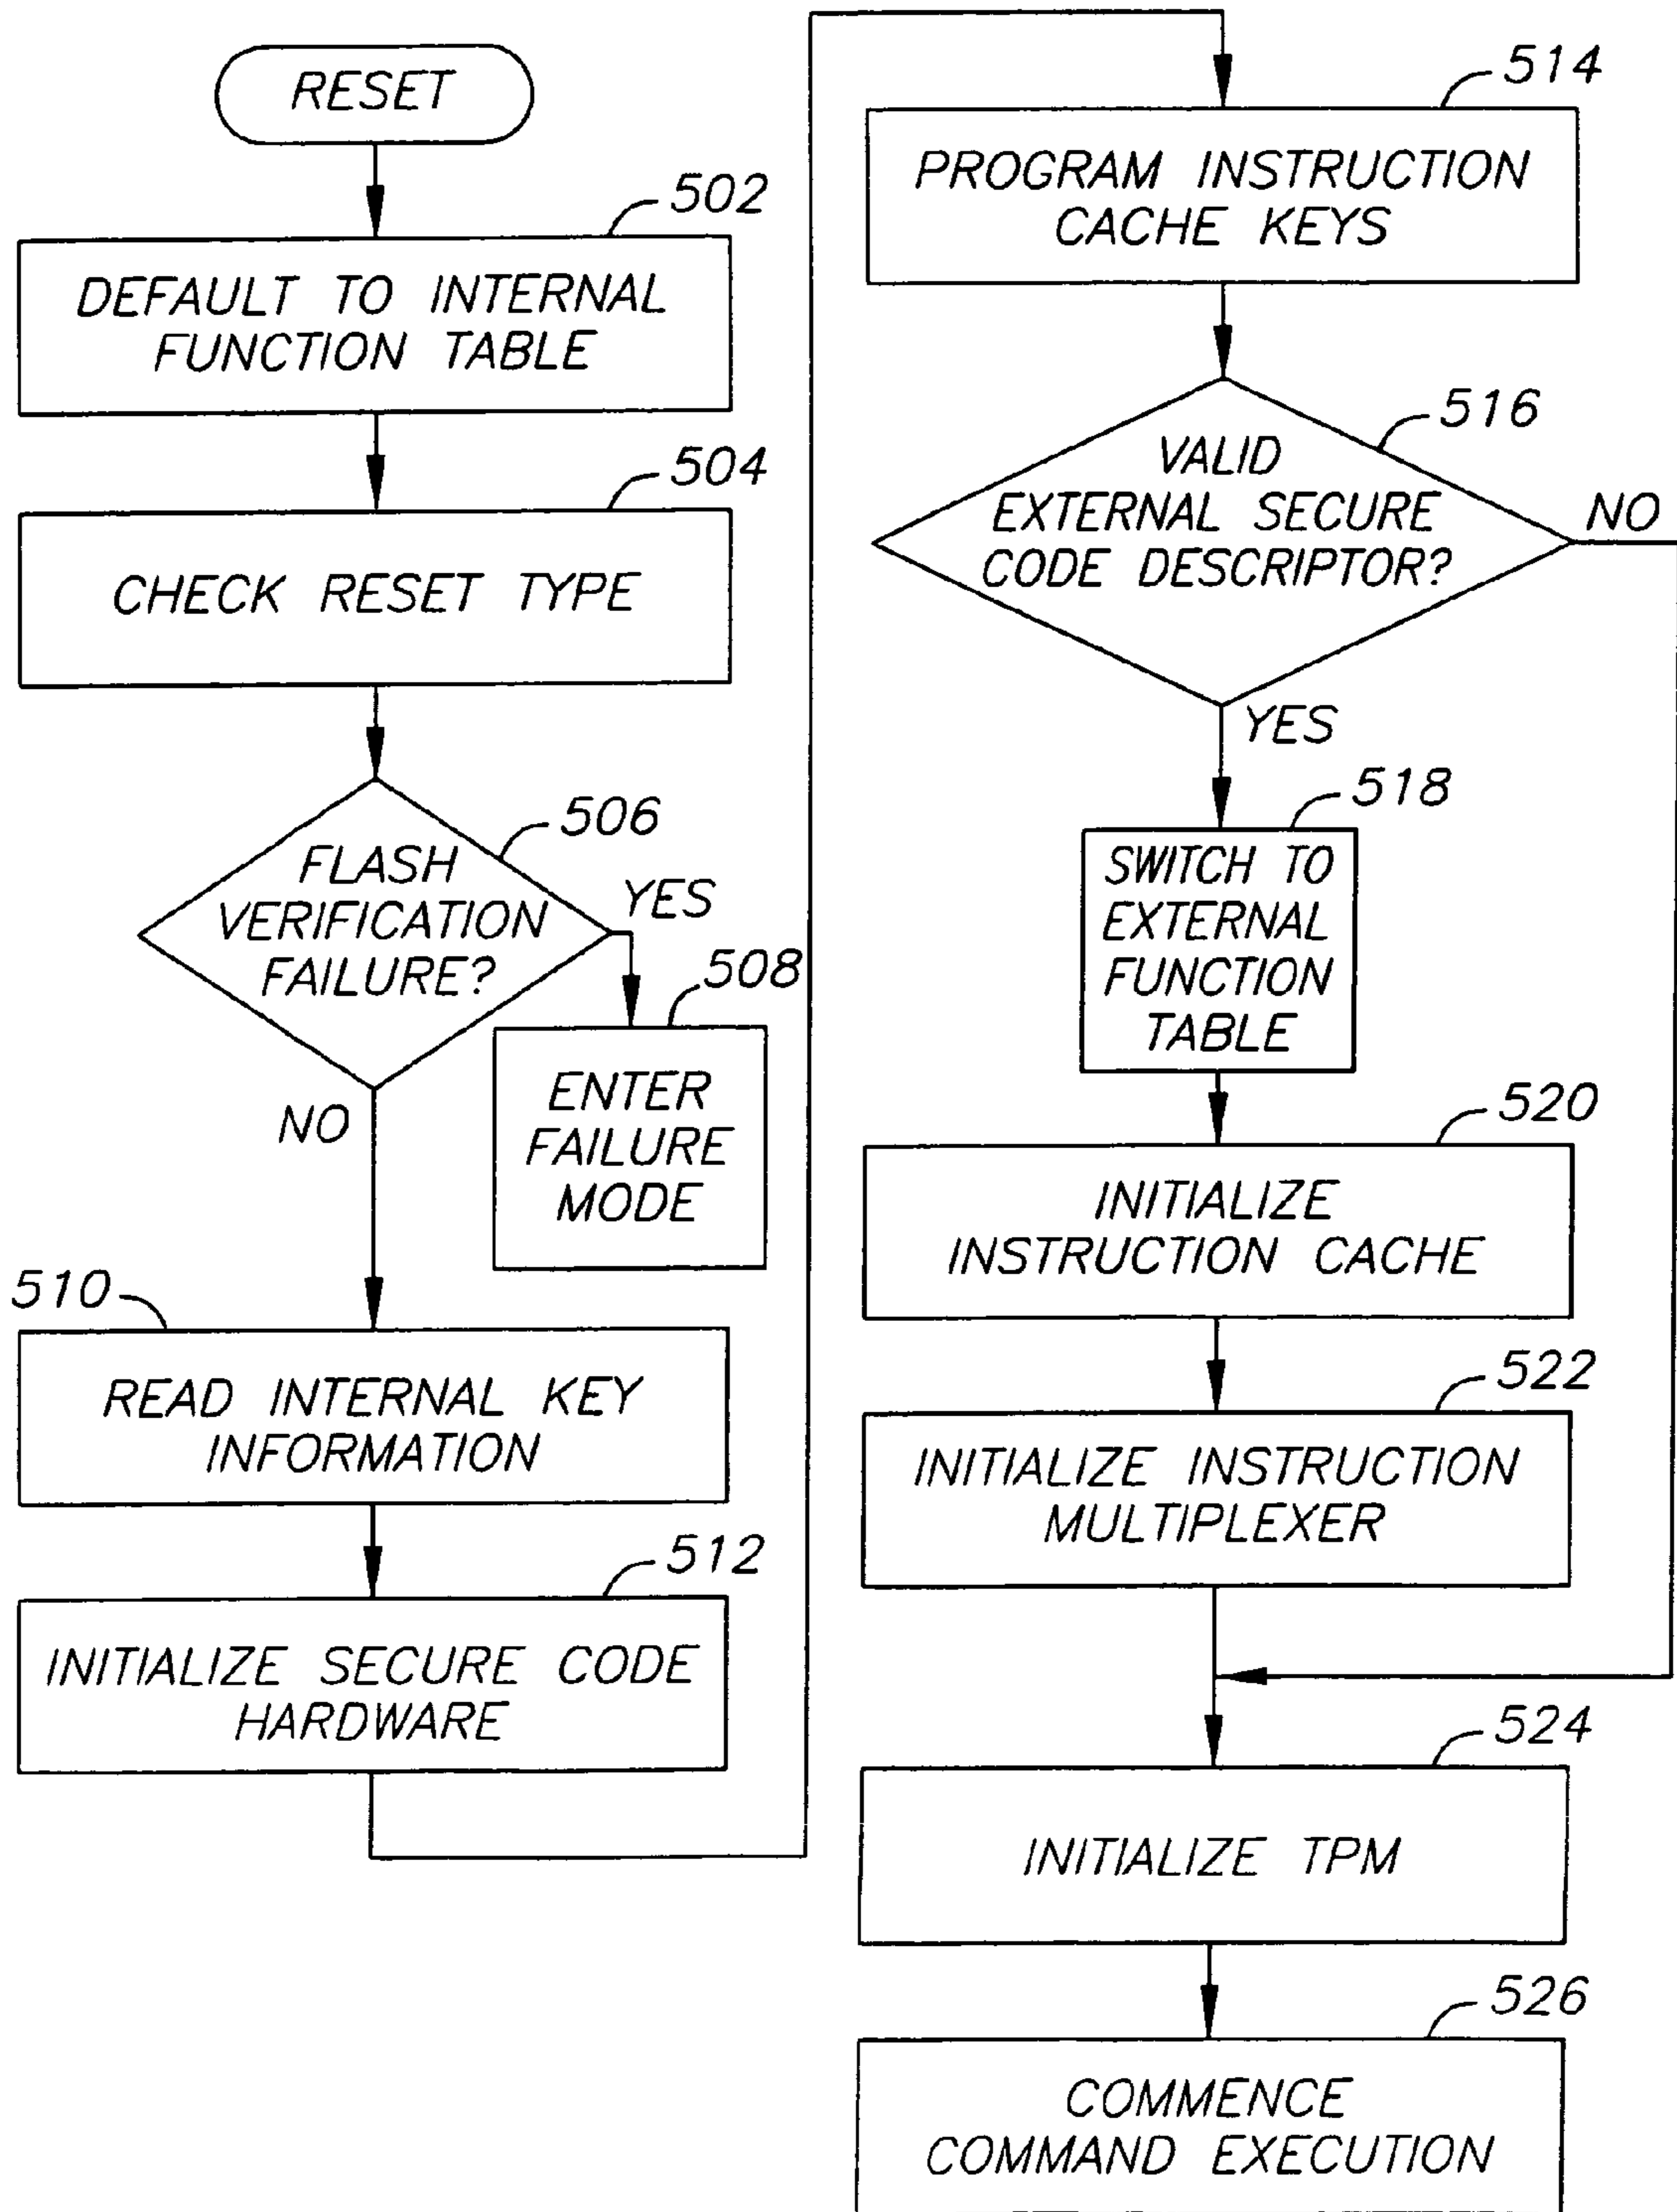 RESET
502
DEFAULT TO INTERNAL
FUNCTION TABLE
504
CHECK RESET TYPE
506
FLASH
VERIFICATION
FAILURE?
YES
508
ENTER
FAILURE
MODE
NO
510
READ INTERNAL KEY
INFORMATION
512
INITIALIZE SECURE CODE
HARDWARE
514
PROGRAM INSTRUCTION
CACHE KEYS
516
VALID
EXTERNAL SECURE
CODE DESCRIPTOR?
NO
YES
518
SWITCH TO
EXTERNAL
FUNCTION
TABLE
520
INITIALIZE
INSTRUCTION CACHE
522
INITIALIZE INSTRUCTION
MULTIPLEXER
524
INITIALIZE TPM
526
COMMENCE
COMMAND EXECUTION